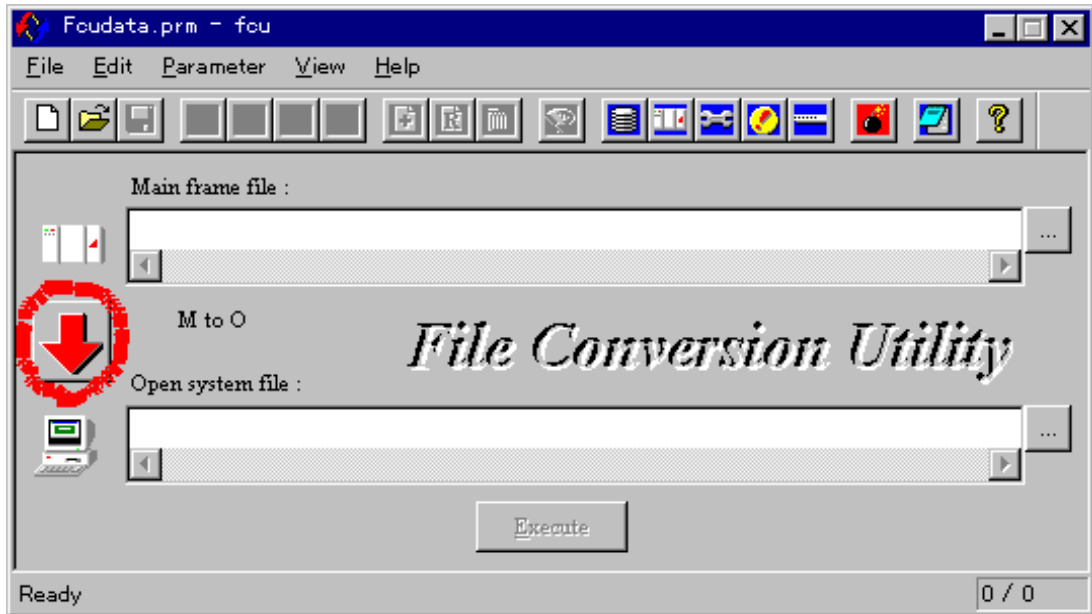 Fcudata.prm - fcu
File Edit Parameter View Help
Main frame file :
...
M to O
File Conversion Utility
Open system file :
...
Execute
Ready 0 / 0